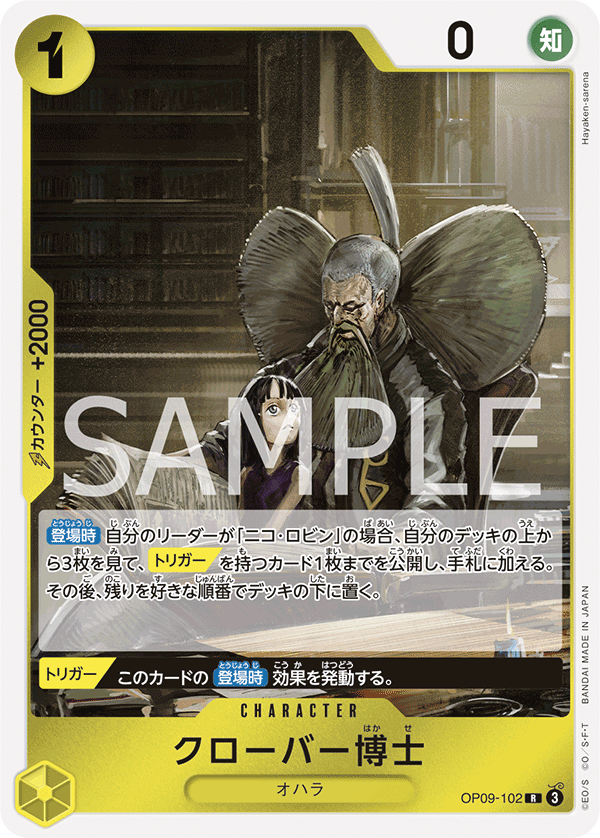 1
0
知
Hayaken-sarena
カウンター +2000
SAMPLE
登場時 自分のリーダーが「ニコ・ロビン」の場合、自分のデッキの上か
ら3枚を見て、トリガー を持つカード1枚までを公開し、手札に加える。
その後、残りを好きな順番でデッキの下に置く。
トリガー このカードの 登場時 効果を発動する。
CHARACTER
クローバー博士
オハラ
OP09-102 R 3
©E.O/S ©O/S・F・T BANDAI MADE IN JAPAN